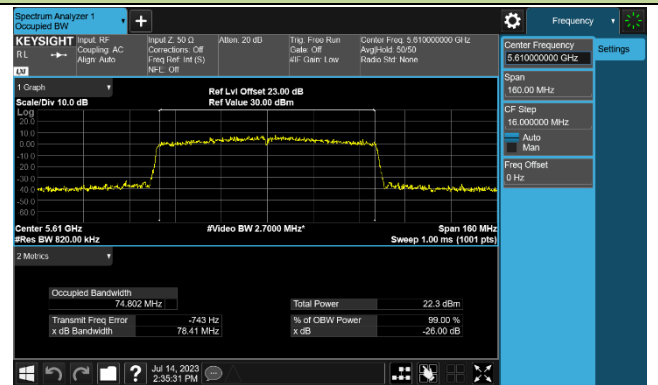 Spectrum Analyzer 1
Occupied BW
Frequency
KEYSIGHT
RL
LXI
Input: RF
Coupling: AC
Align: Auto
Input Z: 50 Ω
Corrections: Off
Freq Ref: Int (S)
NFE: Off
Atten: 20 dB
Trig: Free Run
Gate: Off
#IF Gain: Low
Center Freq: 5.610000000 GHz
Avg|Hold: 50/50
Radio Std: None
Center Frequency
5.610000000 GHz
Settings
Span
160.00 MHz
CF Step
16.000000 MHz
Auto
Man
Freq Offset
0 Hz
1 Graph
Scale/Div 10.0 dB
Ref Lvl Offset 23.00 dB
Ref Value 30.00 dBm
Log
20.0
10.0
0.00
-10.0
-20.0
-30.0
-40.0
-50.0
-60.0
Center 5.61 GHz
#Video BW 2.7000 MHz*
Span 160 MHz
#Res BW 820.00 kHz
Sweep 1.00 ms (1001 pts)
2 Metrics
Occupied Bandwidth
74.802 MHz
Total Power 22.3 dBm
Transmit Freq Error -743 Hz
% of OBW Power 99.00 %
x dB Bandwidth 78.41 MHz
x dB -26.00 dB
?
Jul 14, 2023
2:35:31 PM